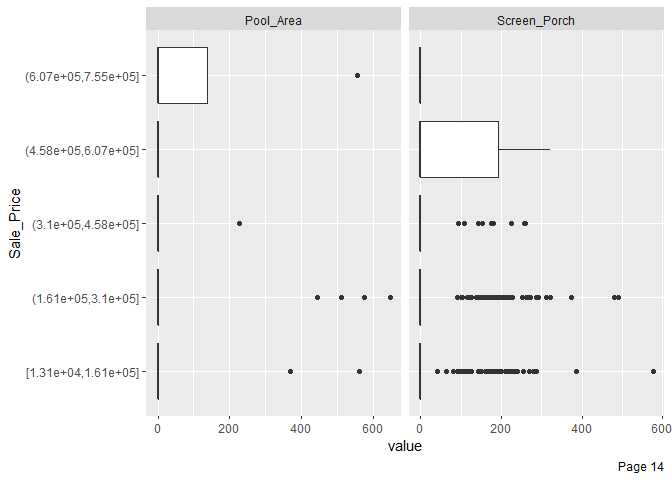 Pool_Area Screen_Porch
(6.07e+05,7.55e+05]
(4.58e+05,6.07e+05]
(3.1e+05,4.58e+05]
(1.61e+05,3.1e+05]
[1.31e+04,1.61e+05]
Sale_Price
0 200 400 600 0 200 400 600
value
Page 14